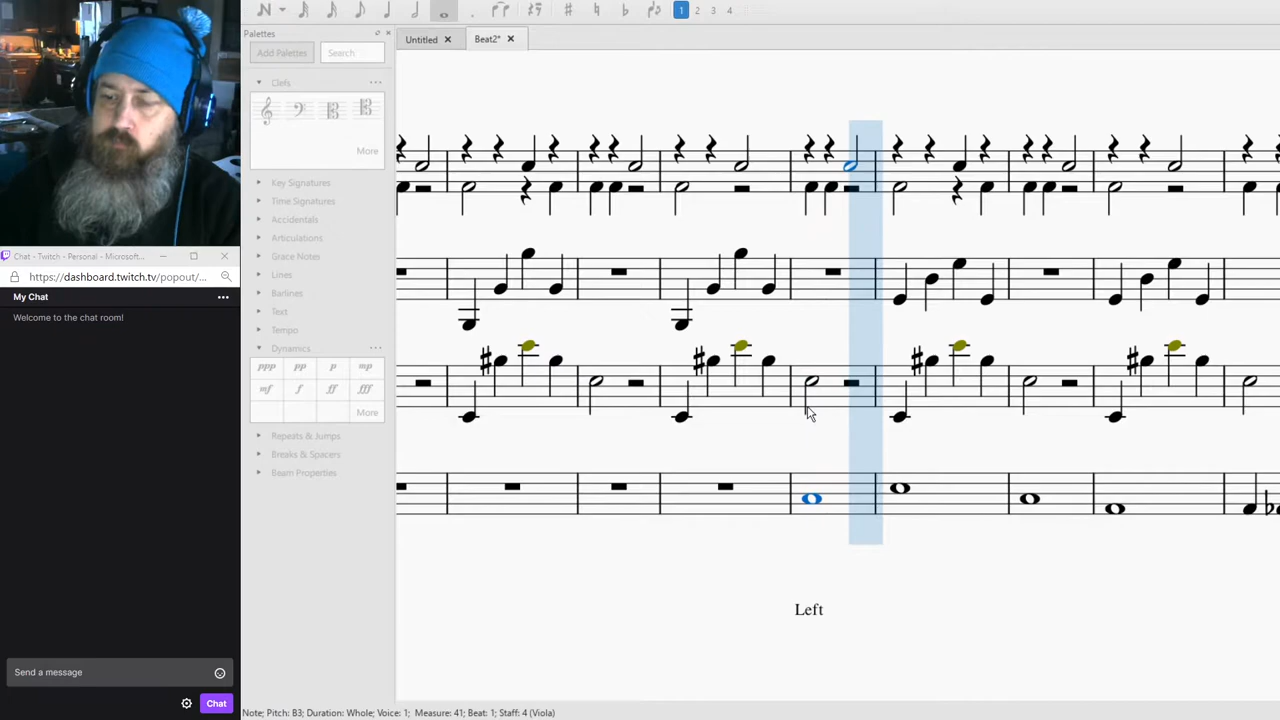 1 2 3 4
Palettes
Untitled
Beat2*
Add Palettes
Search
Clefs
More
Key Signatures
Time Signatures
Accidentals
Articulations
Grace Notes
Lines
Barlines
Text
Tempo
Dynamics
ppp pp p mp
mf f ff fff
More
Repeats & Jumps
Breaks & Spacers
Beam Properties
Chat - Twitch - Personal - Microsoft...
https://dashboard.twitch.tv/popout/...
My Chat
Welcome to the chat room!
Send a message
Chat
Left
Note; Pitch: B3; Duration: Whole; Voice: 1; Measure: 41; Beat: 1; Staff: 4 (Viola)